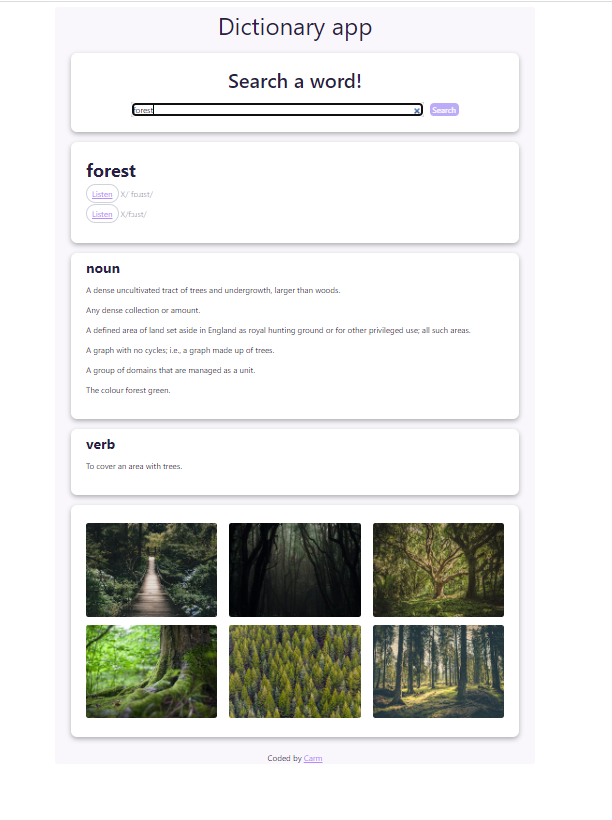 Dictionary app
Search a word!
forest
Search
forest
Listen X/ˈfɒɹɪst/
Listen X/fɔɹɪst/
noun
A dense uncultivated tract of trees and undergrowth, larger than woods.
Any dense collection or amount.
A defined area of land set aside in England as royal hunting ground or for other privileged use; all such areas.
A graph with no cycles; i.e., a graph made up of trees.
A group of domains that are managed as a unit.
The colour forest green.
verb
To cover an area with trees.
Coded by Carm